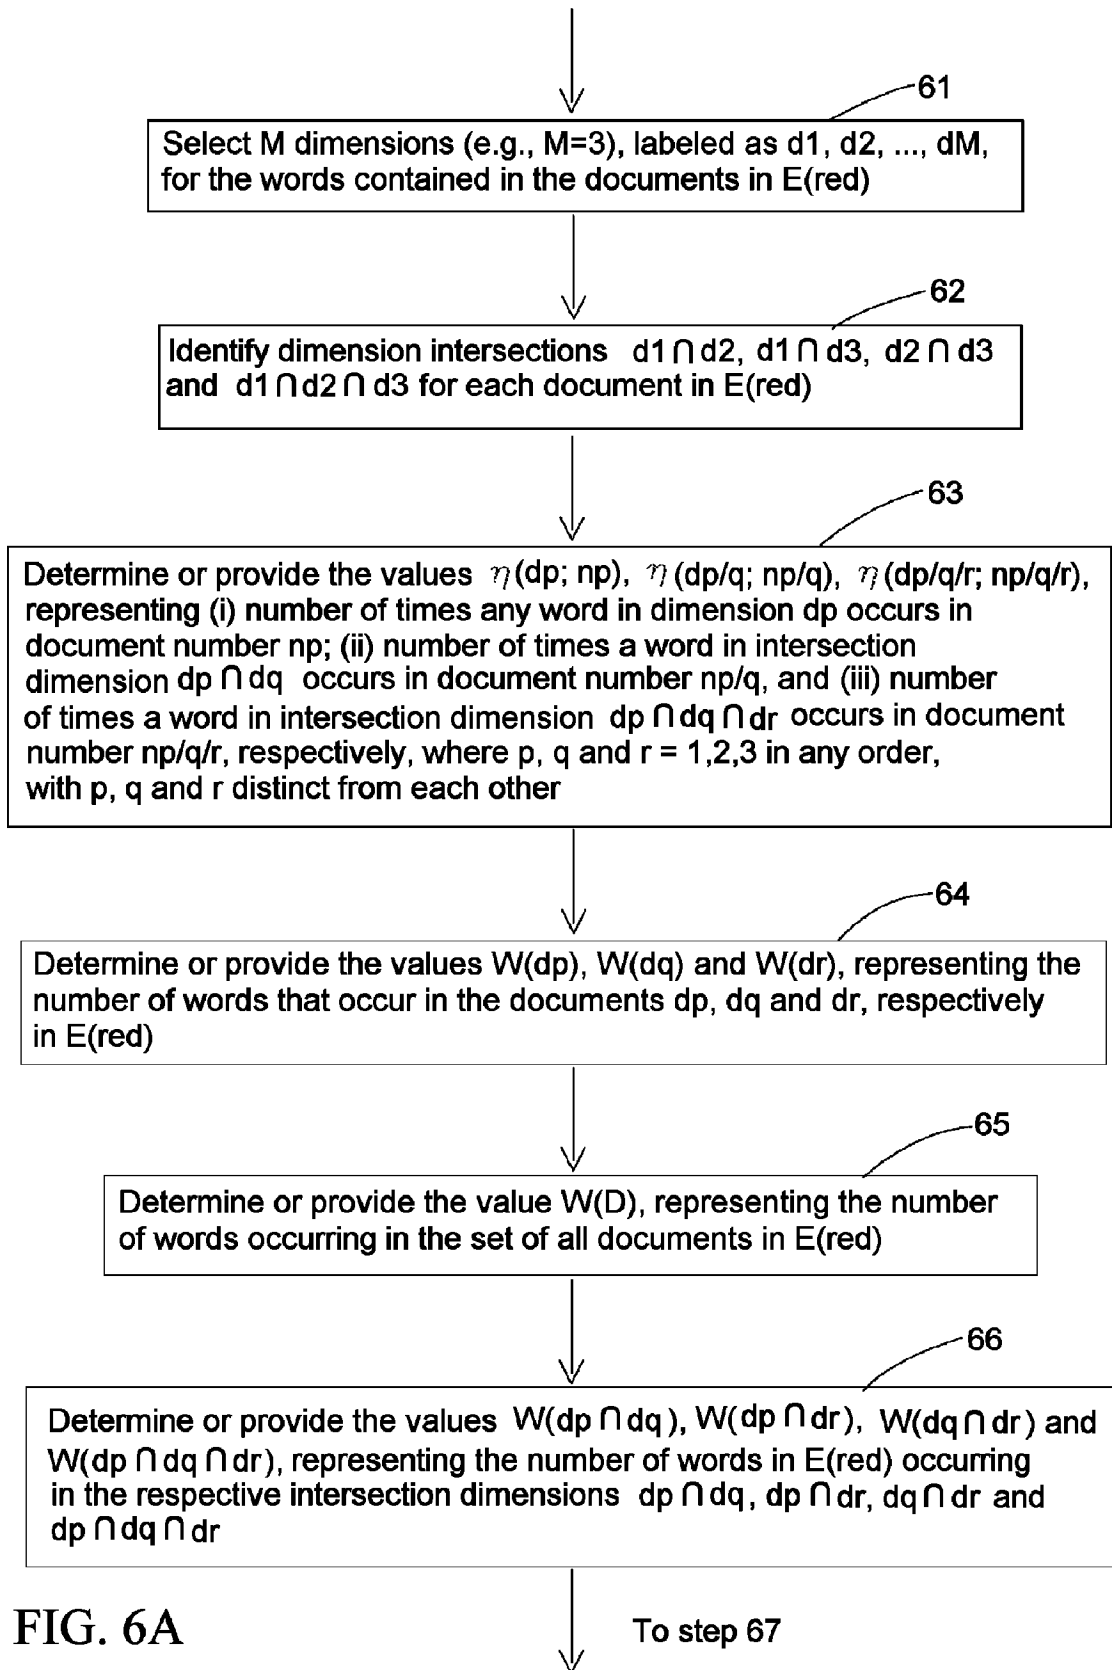 61
Select M dimensions (e.g., M=3), labeled as d1, d2, ..., dM,
for the words contained in the documents in E(red)
62
Identify dimension intersections d1 ∩ d2, d1 ∩ d3, d2 ∩ d3
and d1 ∩ d2 ∩ d3 for each document in E(red)
63
Determine or provide the values η(dp; np), η(dp/q; np/q), η(dp/q/r; np/q/r),
representing (i) number of times any word in dimension dp occurs in
document number np; (ii) number of times a word in intersection
dimension dp ∩ dq occurs in document number np/q, and (iii) number
of times a word in intersection dimension dp ∩ dq ∩ dr occurs in document
number np/q/r, respectively, where p, q and r = 1,2,3 in any order,
with p, q and r distinct from each other
64
Determine or provide the values W(dp), W(dq) and W(dr), representing the
number of words that occur in the documents dp, dq and dr, respectively
in E(red)
65
Determine or provide the value W(D), representing the number
of words occurring in the set of all documents in E(red)
66
Determine or provide the values W(dp ∩ dq), W(dp ∩ dr), W(dq ∩ dr) and
W(dp ∩ dq ∩ dr), representing the number of words in E(red) occurring
in the respective intersection dimensions dp ∩ dq, dp ∩ dr, dq ∩ dr and
dp ∩ dq ∩ dr
FIG. 6A
To step 67